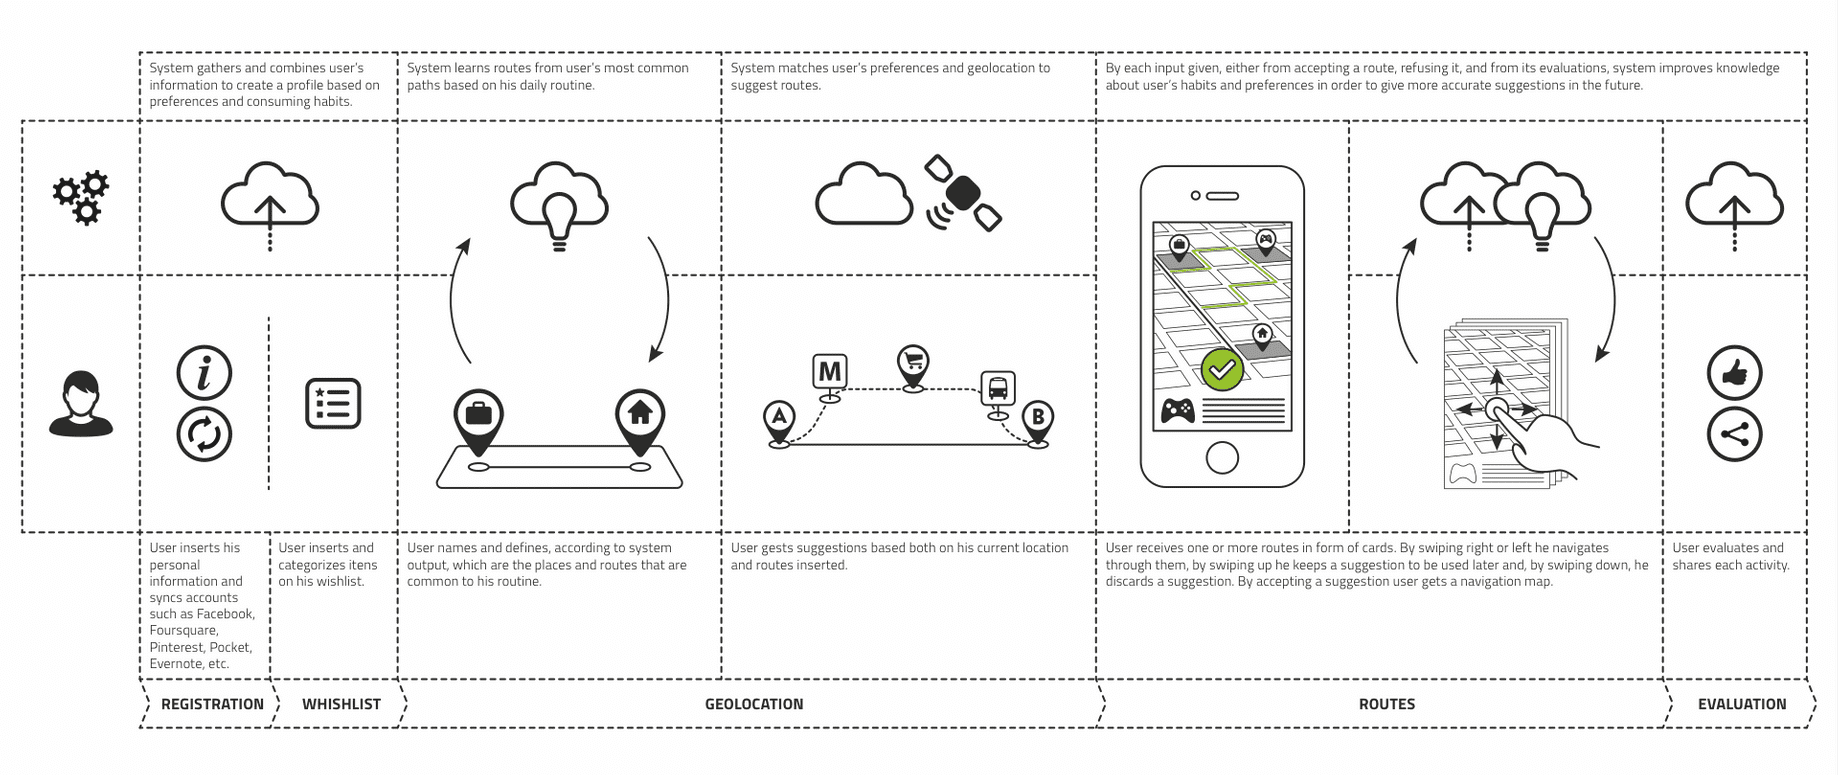 System gathers and combines user's
information to create a profile based on
preferences and consuming habits.
System learns routes from user's most common
paths based on his daily routine.
System matches user's preferences and geolocation to
suggest routes.
By each input given, either from accepting a route, refusing it, and from its evaluations, system improves knowledge
about user's habits and preferences in order to give more accurate suggestions in the future.
i
M
A
B
User inserts his
personal
information and
syncs accounts
such as Facebook,
Foursquare,
Pinterest, Pocket,
Evernote, etc.
User inserts and
categorizes itens
on his wishlist.
User names and defines, according to system
output, which are the places and routes that are
common to his routine.
User gests suggestions based both on his current location
and routes inserted.
User receives one or more routes in form of cards. By swiping right or left he navigates
through them, by swiping up he keeps a suggestion to be used later and, by swiping down, he
discards a suggestion. By accepting a suggestion user gets a navigation map.
User evaluates and
shares each activity.
REGISTRATION
WHISHLIST
GEOLOCATION
ROUTES
EVALUATION